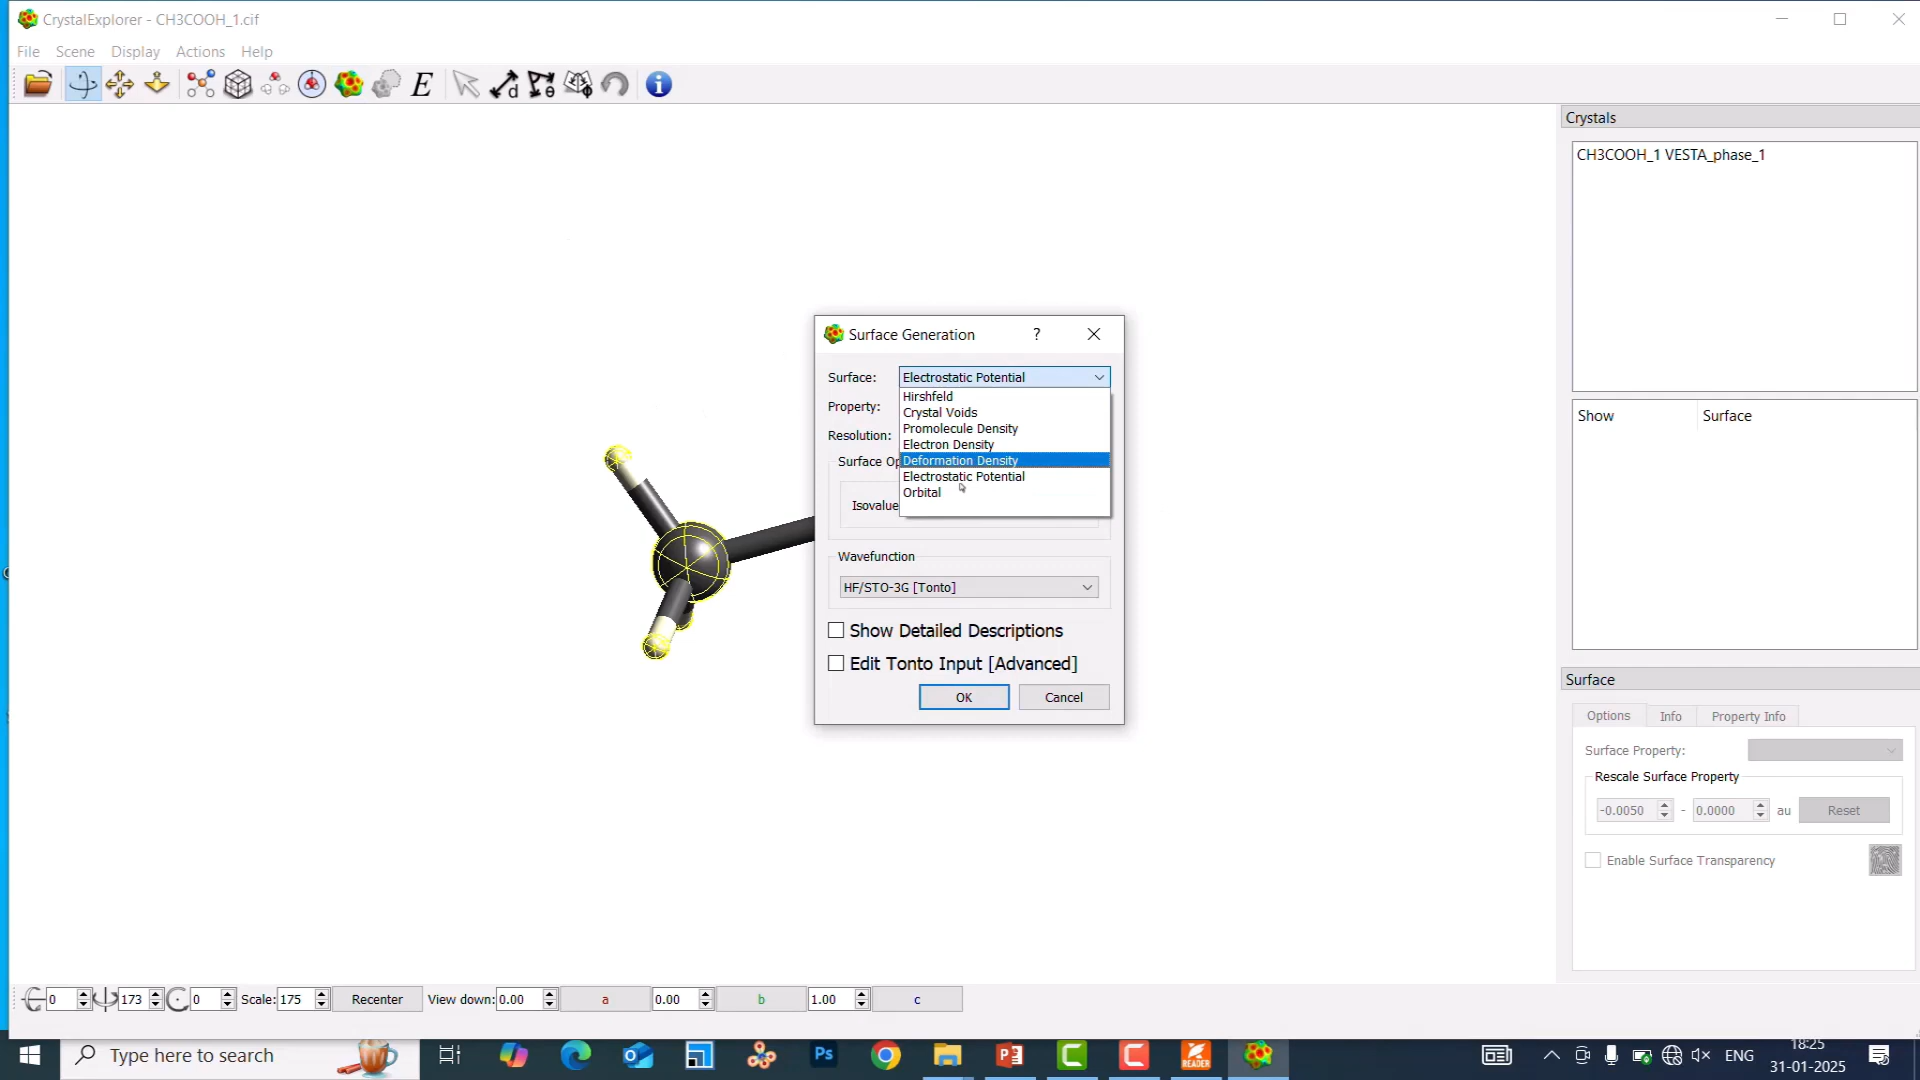 CrystalExplorer - CH3COOH_1.cif
File Scene Display Actions Help
E d θ φ i
Crystals
CH3COOH_1 VESTA_phase_1
Surface Generation ?
Surface: Electrostatic Potential
Hirshfeld
Property:
Crystal Voids
Promolecule Density
Resolution:
Electron Density
Surface Op
Deformation Density
Electrostatic Potential
Orbital
Isovalue
Show Surface
Wavefunction
HF/STO-3G [Tonto]
Show Detailed Descriptions
Edit Tonto Input [Advanced]
OK Cancel
Surface
Options Info Property Info
Surface Property:
Rescale Surface Property
-0.0050 - 0.0000 au Reset
Enable Surface Transparency
0 173 0 Scale: 175 Recenter View down: 0.00 a 0.00 b 1.00 c
Type here to search
Ps
READER
ENG
18:25
31-01-2025